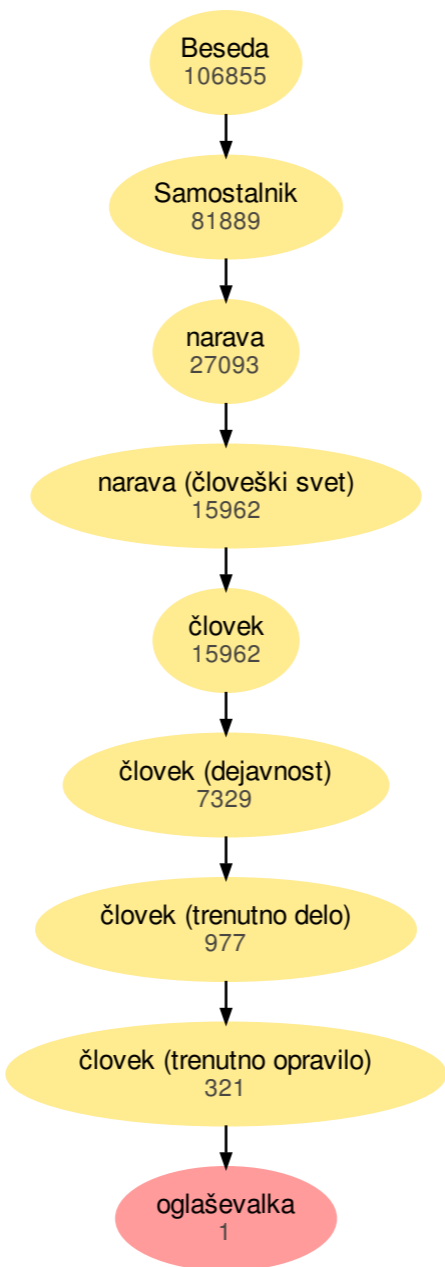 Beseda
106855
Samostalnik
81889
narava
27093
narava (človeški svet)
15962
človek
15962
človek (dejavnost)
7329
človek (trenutno delo)
977
človek (trenutno opravilo)
321
oglaševalka
1